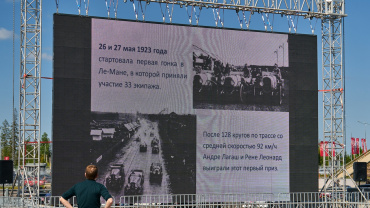 26 и 27 мая 1923 года
стартовала первая гонка в
Ле-Мане, в которой приняли
участие 33 экипажа.
После 128 кругов по трассе со
средней скоростью 92 км/ч
Андре Лагаш и Рене Леонард
выиграли этот первый приз.